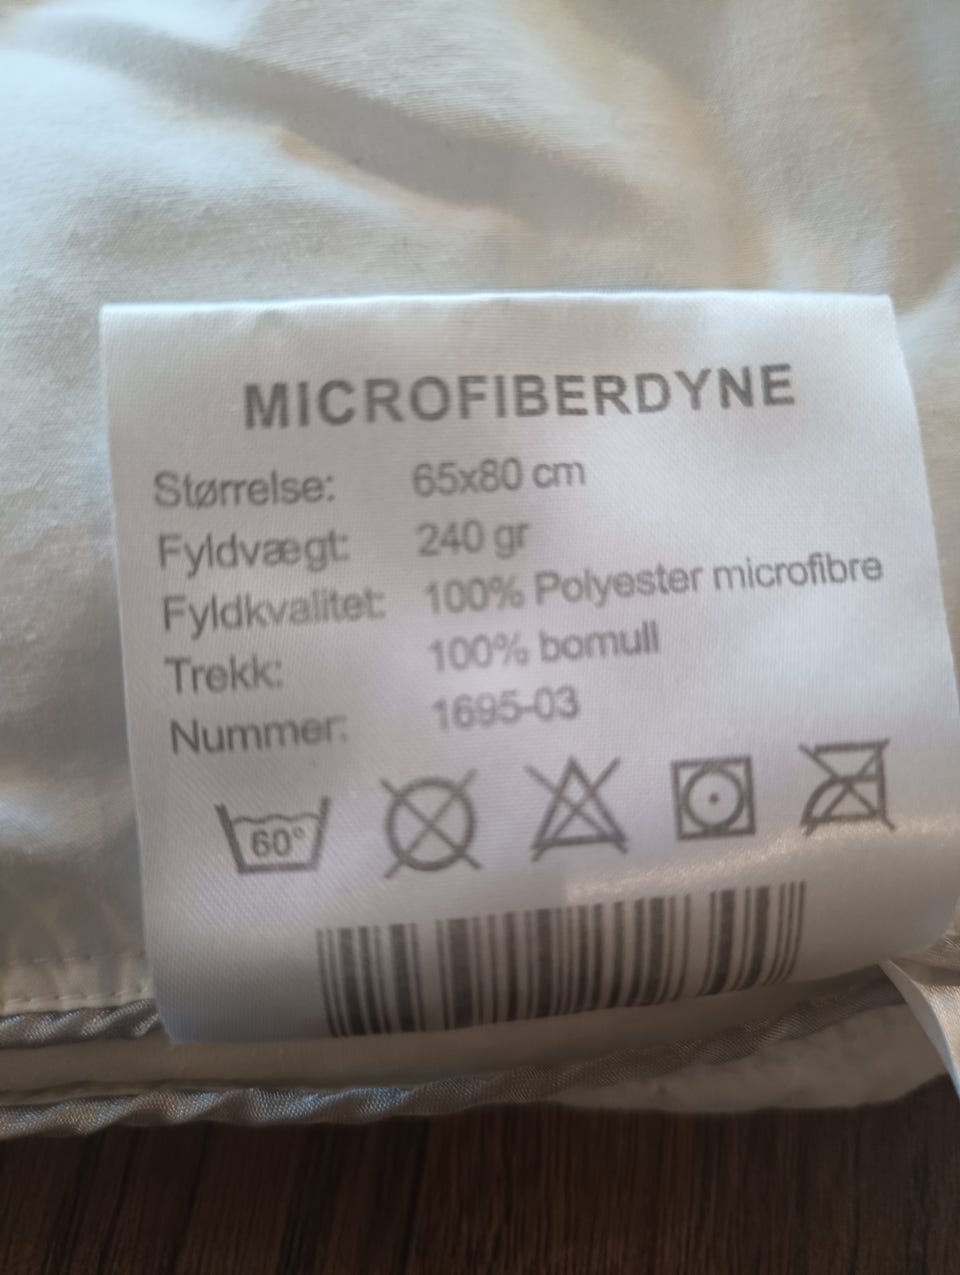 MICROFIBERDYNE
Størrelse: 65x80 cm
Fyldvægt: 240 gr
Fyldkvalitet: 100% Polyester microfibre
Trekk: 100% bomull
Nummer: 1695-03
60°